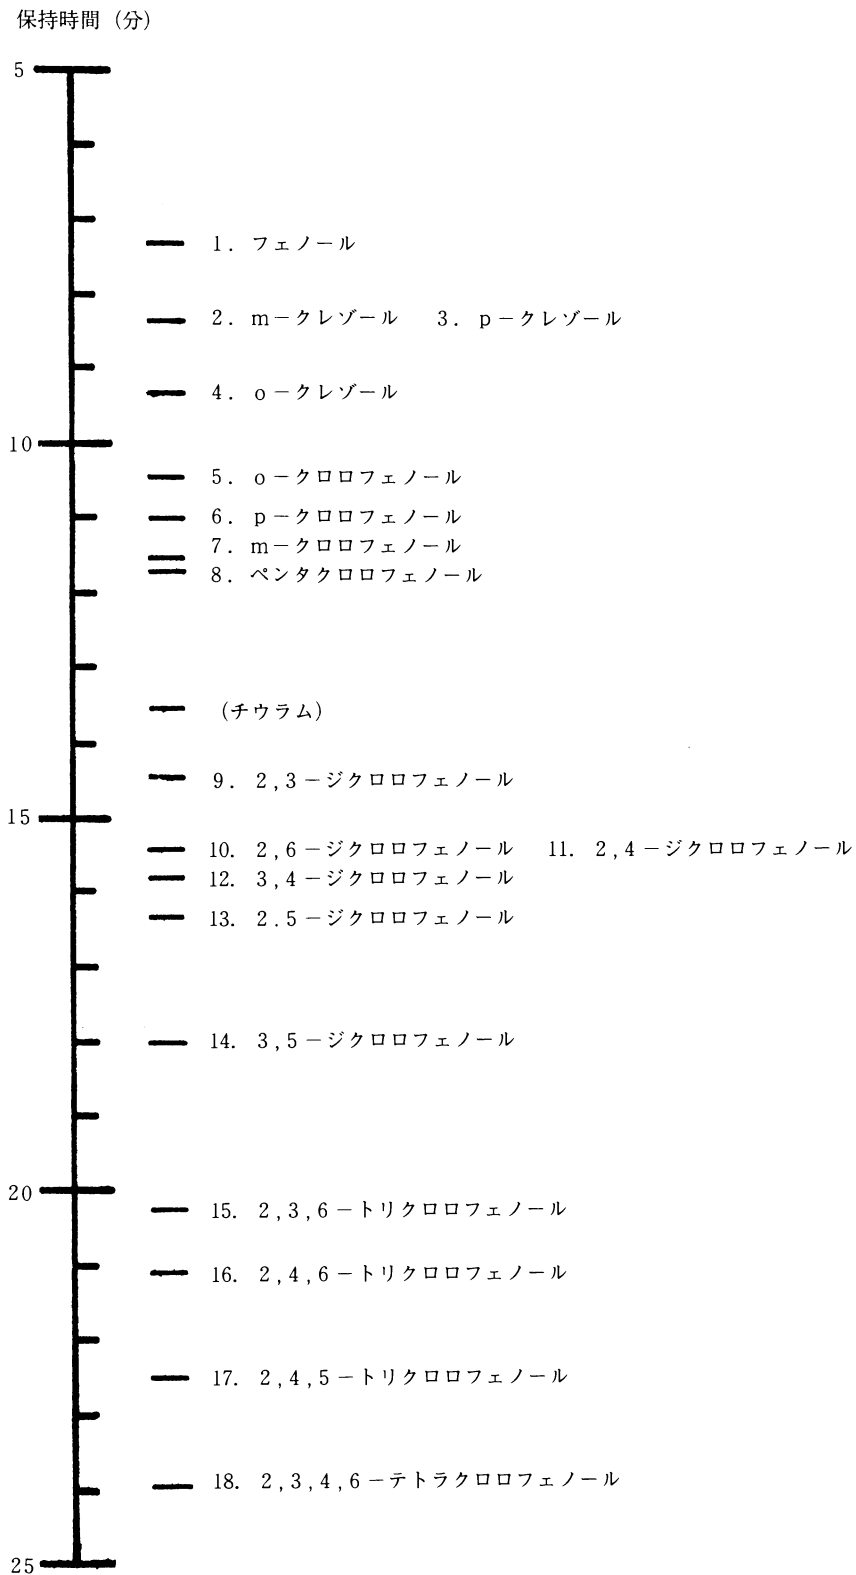 保持時間（分）
5
1．フェノール
2．m－クレゾール　3．p－クレゾール
4．o－クレゾール
10
5．o－クロロフェノール
6．p－クロロフェノール
7．m－クロロフェノール
8．ペンタクロロフェノール
（チウラム）
9．2,3－ジクロロフェノール
15
10．2,6－ジクロロフェノール　11．2,4－ジクロロフェノール
12．3,4－ジクロロフェノール
13．2.5－ジクロロフェノール
14．3,5－ジクロロフェノール
20
15．2,3,6－トリクロロフェノール
16．2,4,6－トリクロロフェノール
17．2,4,5－トリクロロフェノール
18．2,3,4,6－テトラクロロフェノール
25